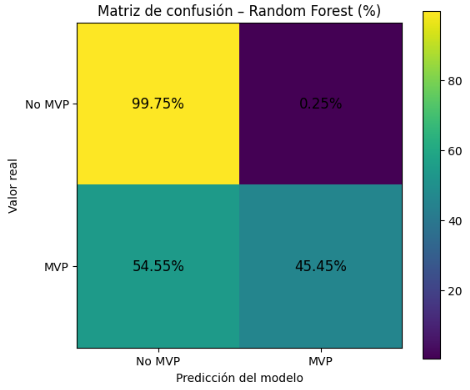 Matriz de confusión – Random Forest (%)
No MVP
99.75%
0.25%
80
60
Valor real
MVP
54.55%
45.45%
40
20
No MVP
MVP
Predicción del modelo